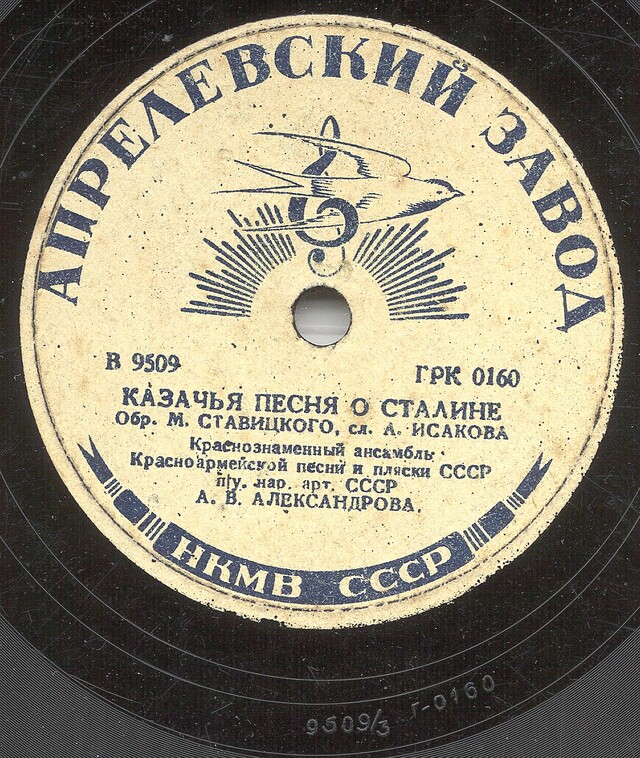 АПРЕЛЕВСКИЙ ЗАВОД
В 9509
ГРК 0160
КАЗАЧЬЯ ПЕСНЯ О СТАЛИНЕ
Обр. М. СТАВИЦКОГО, сл. А. ИСАКОВА
Краснознаменный ансамбль
Красноармейской песни и пляски СССР
п/у. нар. арт. СССР
А. В. АЛЕКСАНДРОВА.
НКМВ СССР
9509/3 Г-0160